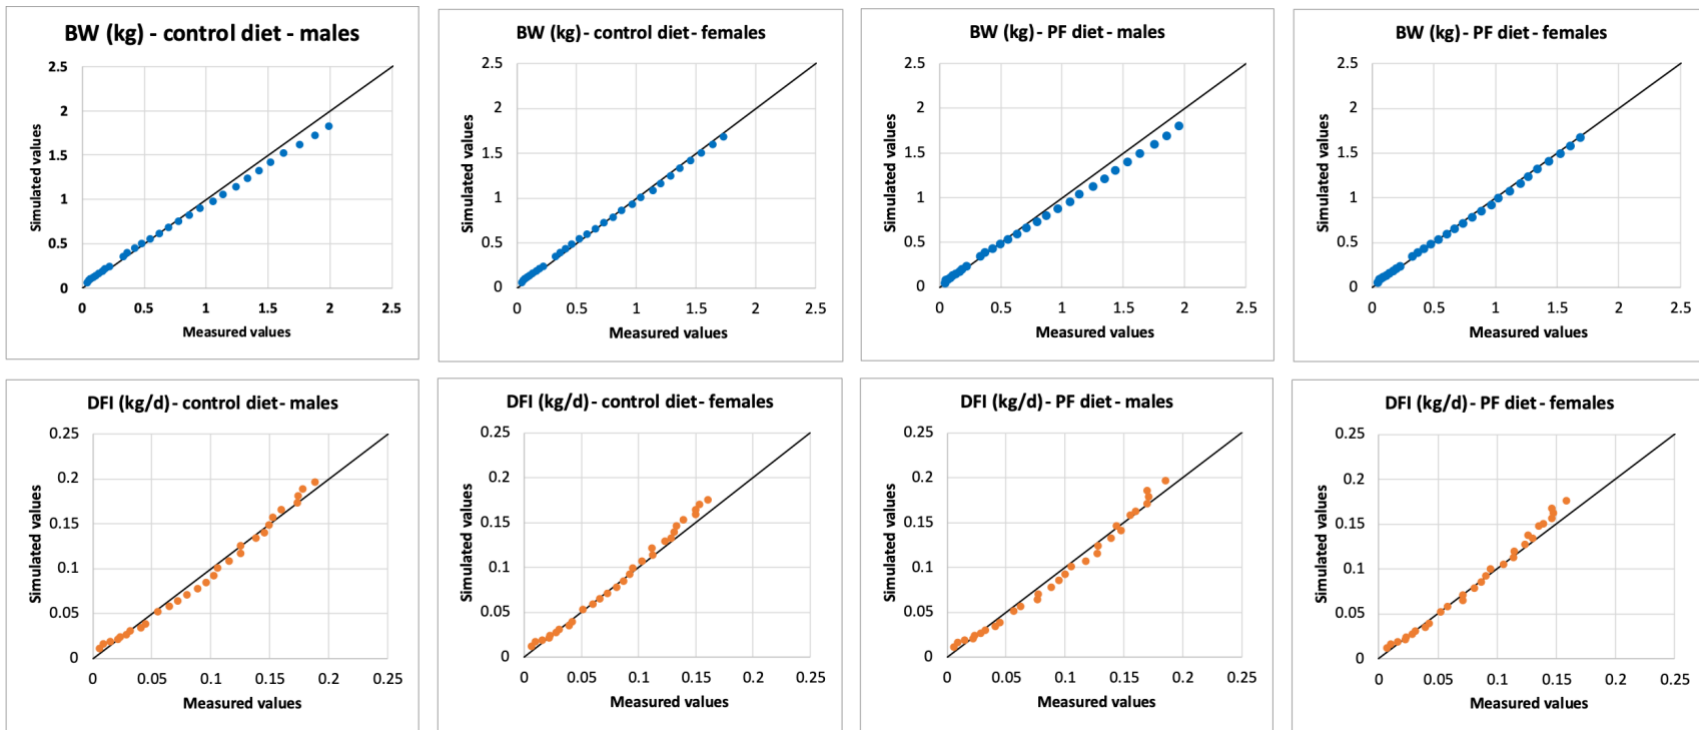 BW (kg) - control diet - males
2.5
2
1.5
1
0.5
0
0 0.5 1 1.5 2 2.5
Simulated values
Measured values
BW (kg) - control diet - females
2.5
2
1.5
1
0.5
0
0 0.5 1 1.5 2 2.5
Simulated values
Measured values
BW (kg) - PF diet - males
2.5
2
1.5
1
0.5
0
0 0.5 1 1.5 2 2.5
Simulated values
Measured values
BW (kg) - PF diet - females
2.5
2
1.5
1
0.5
0
0 0.5 1 1.5 2 2.5
Simulated values
Measured values
DFI (kg/d) - control diet - males
0.25
0.2
0.15
0.1
0.05
0
0 0.05 0.1 0.15 0.2 0.25
Simulated values
Measured values
DFI (kg/d) - control diet - females
0.25
0.2
0.15
0.1
0.05
0
0 0.05 0.1 0.15 0.2 0.25
Simulated values
Measured values
DFI (kg/d) - PF diet - males
0.25
0.2
0.15
0.1
0.05
0
0 0.05 0.1 0.15 0.2 0.25
Simulated values
Measured values
DFI (kg/d) - PF diet - females
0.25
0.2
0.15
0.1
0.05
0
0 0.05 0.1 0.15 0.2 0.25
Simulated values
Measured values